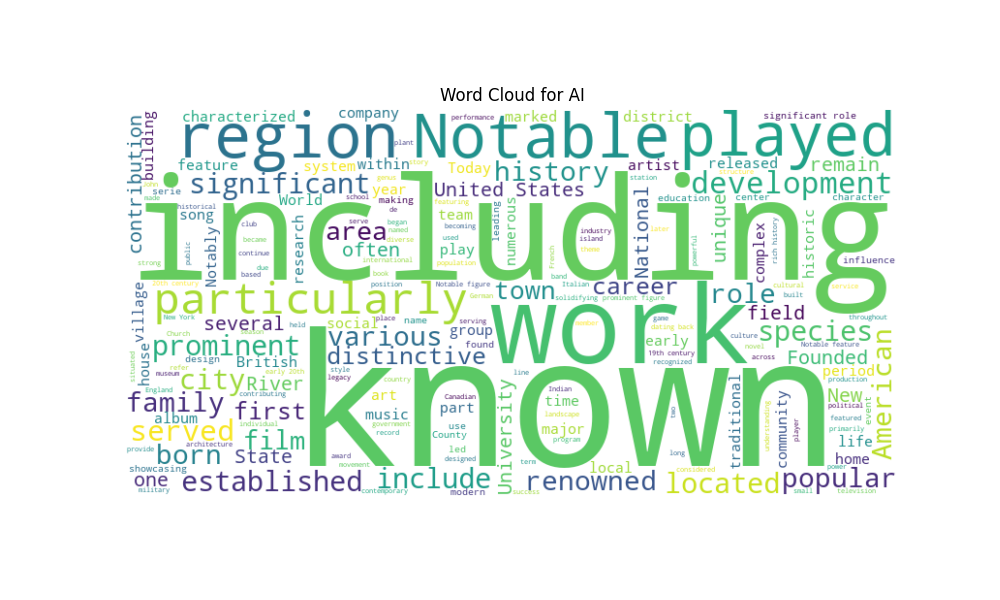 Word Cloud for AI
characterized company performance marked district significant role
region Notable played
contribution building plant
feature system within story Today history artist released remain
serie John made significant genus year school making de United States featuring team station National education center structure development character
including
song World historical club serve began named diverse area often becoming used play leading numerous French industry island theme later powerful unique complex rich history historic influence
Notably public strong continue became due based research international book population band
20th century particularly position Notable figure German town Italian solidifying prominent figure career role cultural built service
village New York several held social place name serving group work member game dating back early culture field throughout
prominent Church season various found 19th century recognized novel across species Notable feature
situated house museum refer design British distinctive style legacy line Founded
city River early 20th country known period production
England contributing art Canadian Indian time landscape two New political
family individual first music government part University major program traditional understanding community player event featured American
album record use County primarily
served architecture film award led designed long life
provide born State movement term local considered power home
showcasing one military established include contemporary modern success renowned located small popular television